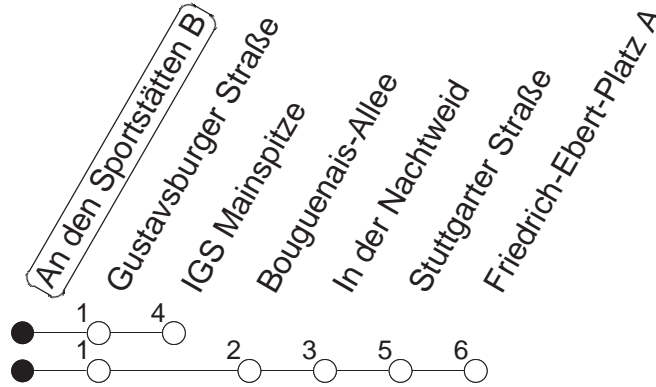 An den Sportstätten B
Gustavsburger Straße
IGS Mainspitze
Bouguenais-Allee
In der Nachtweid
Stuttgarter Straße
Friedrich-Ebert-Platz A
1 4
1 2 3 5 6